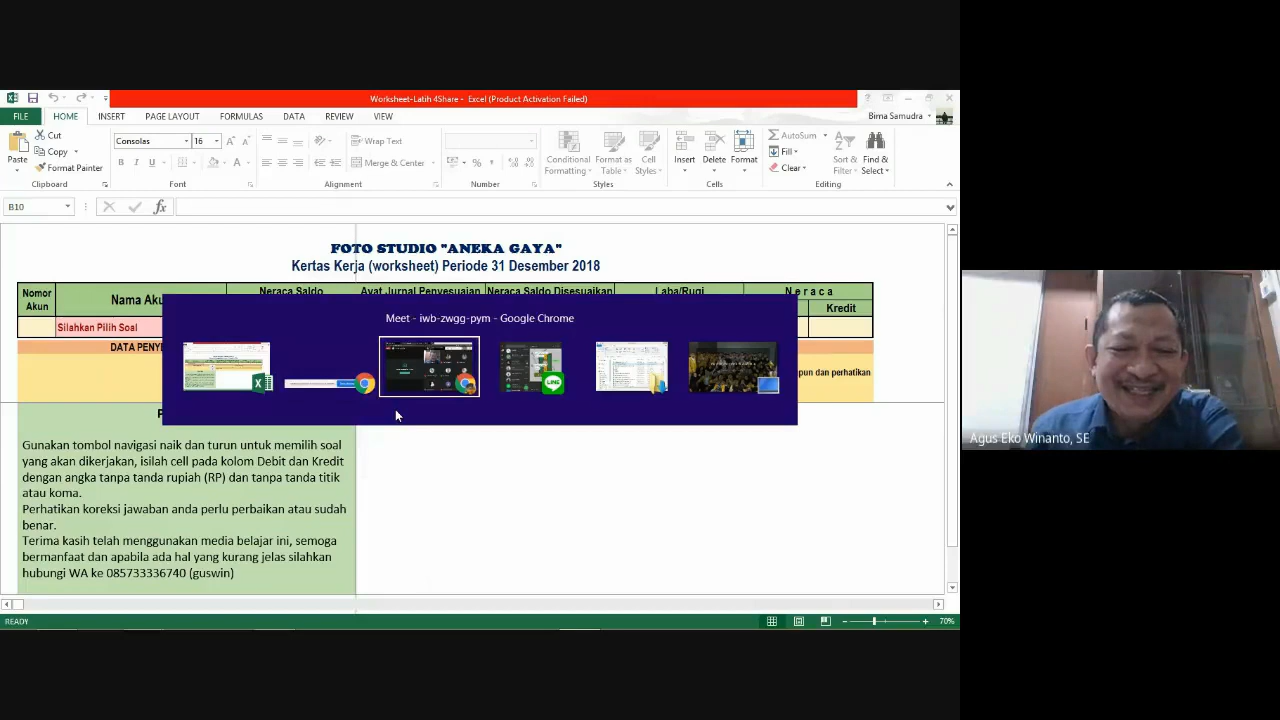 Worksheet-Latih 4Share - Excel (Product Activation Failed)
FILE
HOME
INSERT
PAGE LAYOUT
FORMULAS
DATA
REVIEW
VIEW
Bima Samudra
Paste
Cut
Copy
Format Painter
Clipboard
Consolas
16
A
A
B I U
A
Font
Wrap Text
Merge & Center
Alignment
%
Number
Conditional Formatting
Format as Table
Cell Styles
Styles
Insert
Delete
Format
Cells
AutoSum
Fill
Clear
Sort & Filter
Find & Select
Editing
B10
fx
FOTO STUDIO "ANEKA GAYA"
Kertas Kerja (worksheet) Periode 31 Desember 2018
Nomor Akun
Nama Aku
Neraca Saldo
Ayat Jurnal Penyesuaian
Neraca Saldo Disesuaikan
Laba/Rugi
N e r a c a
Kredit
Silahkan Pilih Soal
DATA PENYE
pun dan perhatikan
Meet - iwb-zwgg-pym - Google Chrome
LINE
P
Gunakan tombol navigasi naik dan turun untuk memilih soal
yang akan dikerjakan, isilah cell pada kolom Debit dan Kredit
dengan angka tanpa tanda rupiah (RP) dan tanpa tanda titik
atau koma.
Perhatikan koreksi jawaban anda perlu perbaikan atau sudah
benar.
Terima kasih telah menggunakan media belajar ini, semoga
bermanfaat dan apabila ada hal yang kurang jelas silahkan
hubungi WA ke 085733336740 (guswin)
READY
70%
Agus Eko Winanto, SE